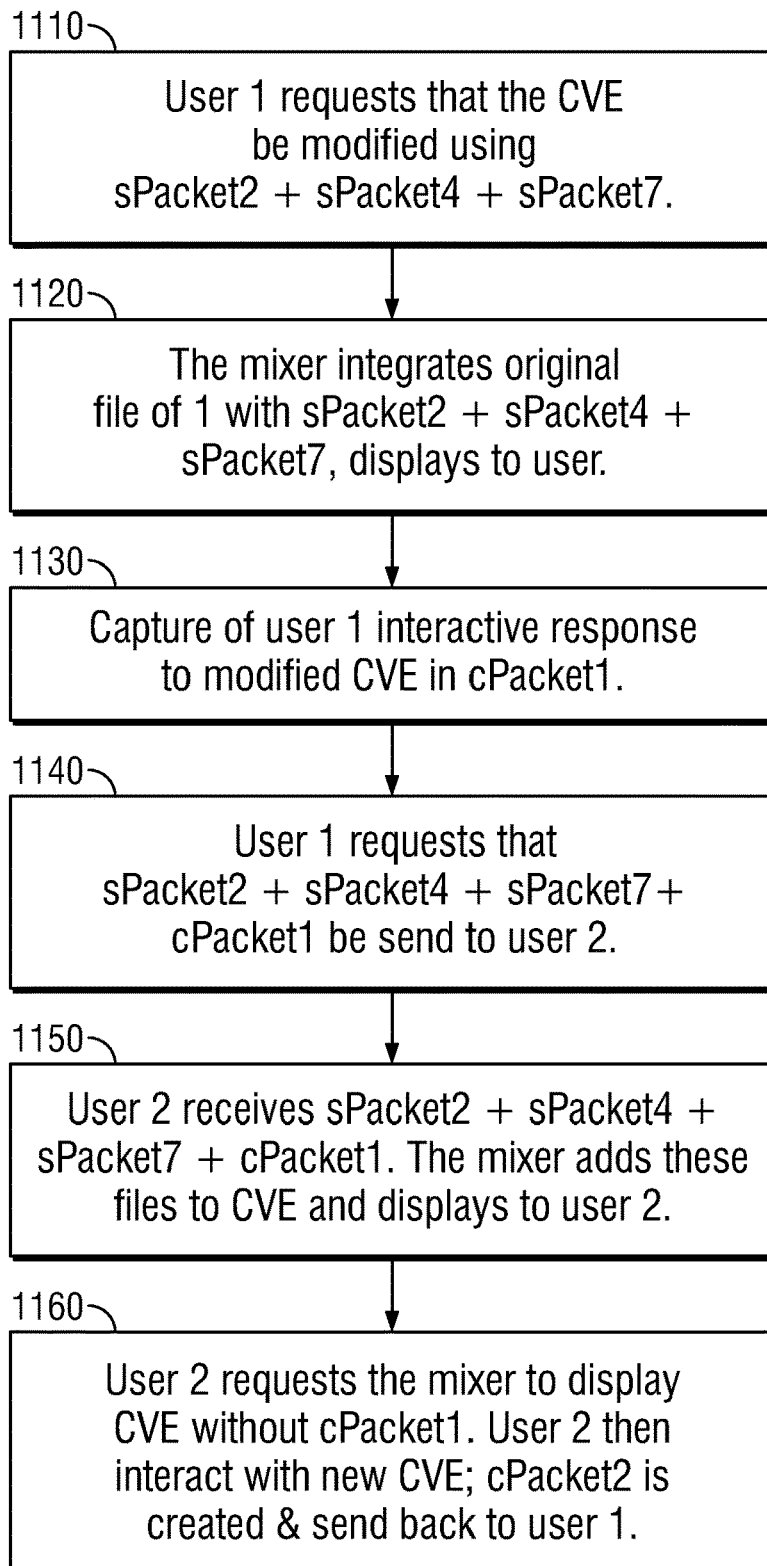 1110
User 1 requests that the CVE
be modified using
sPacket2 + sPacket4 + sPacket7.
1120
The mixer integrates original
file of 1 with sPacket2 + sPacket4 +
sPacket7, displays to user.
1130
Capture of user 1 interactive response
to modified CVE in cPacket1.
1140
User 1 requests that
sPacket2 + sPacket4 + sPacket7+
cPacket1 be send to user 2.
1150
User 2 receives sPacket2 + sPacket4 +
sPacket7 + cPacket1. The mixer adds these
files to CVE and displays to user 2.
1160
User 2 requests the mixer to display
CVE without cPacket1. User 2 then
interact with new CVE; cPacket2 is
created & send back to user 1.